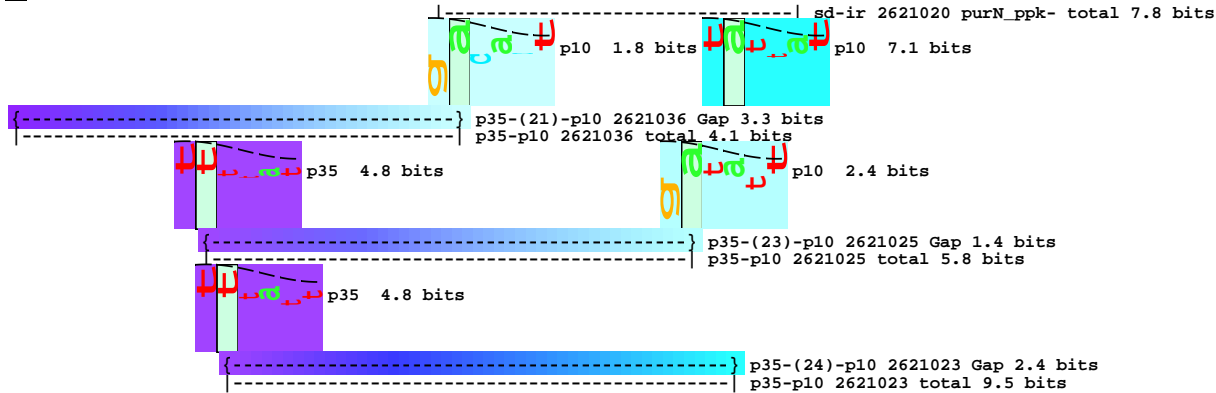 sd-ir 2621020 purN_ppk- total 7.8 bits
p10 1.8 bits
p10 7.1 bits
p35-(21)-p10 2621036 Gap 3.3 bits
p35-p10 2621036 total 4.1 bits
p35 4.8 bits
p10 2.4 bits
p35-(23)-p10 2621025 Gap 1.4 bits
p35-p10 2621025 total 5.8 bits
p35 4.8 bits
p35-(24)-p10 2621023 Gap 2.4 bits
p35-p10 2621023 total 9.5 bits